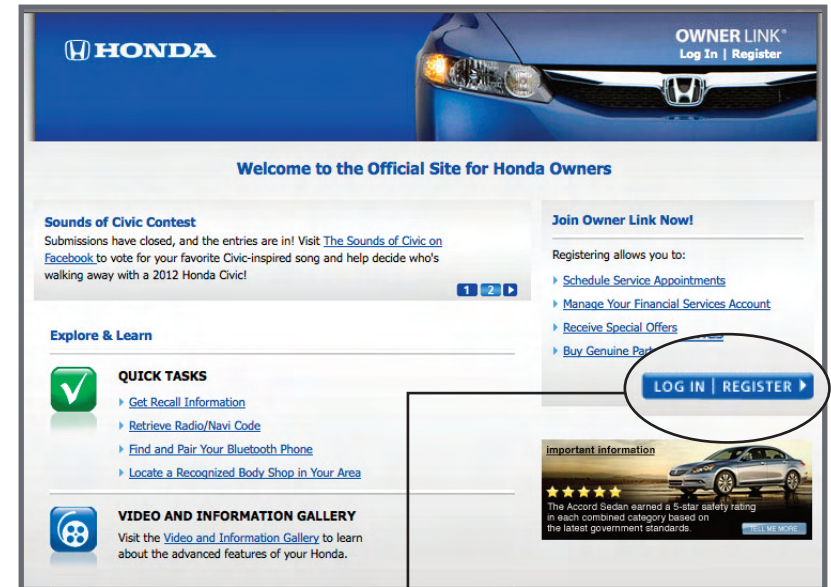 HONDA
OWNER LINK®
Log In | Register
Welcome to the Official Site for Honda Owners
Sounds of Civic Contest
Submissions have closed, and the entries are in! Visit The Sounds of Civic on
Facebook to vote for your favorite Civic-inspired song and help decide who's
walking away with a 2012 Honda Civic!
1 2
Explore & Learn
QUICK TASKS
Get Recall Information
Retrieve Radio/Navi Code
Find and Pair Your Bluetooth Phone
Locate a Recognized Body Shop in Your Area
VIDEO AND INFORMATION GALLERY
Visit the Video and Information Gallery to learn
about the advanced features of your Honda.
Join Owner Link Now!
Registering allows you to:
Schedule Service Appointments
Manage Your Financial Services Account
Receive Special Offers
Buy Genuine
LOG IN | REGISTER
important information
The Accord Sedan earned a 5-star safety rating
in each combined category based on
the latest government standards.
TELL ME MORE